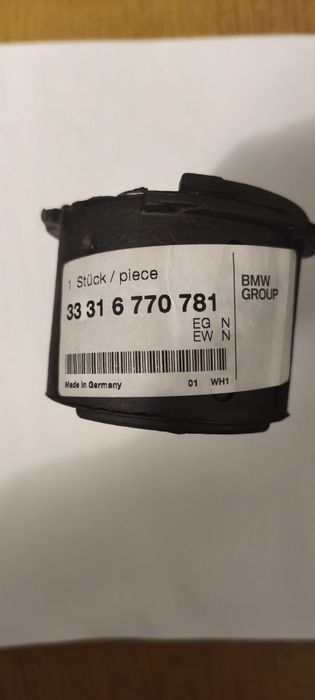 1 Stück / piece
33 31 6 770 781
EG N
EW N
BMW
GROUP
Made in Germany
01 WH1